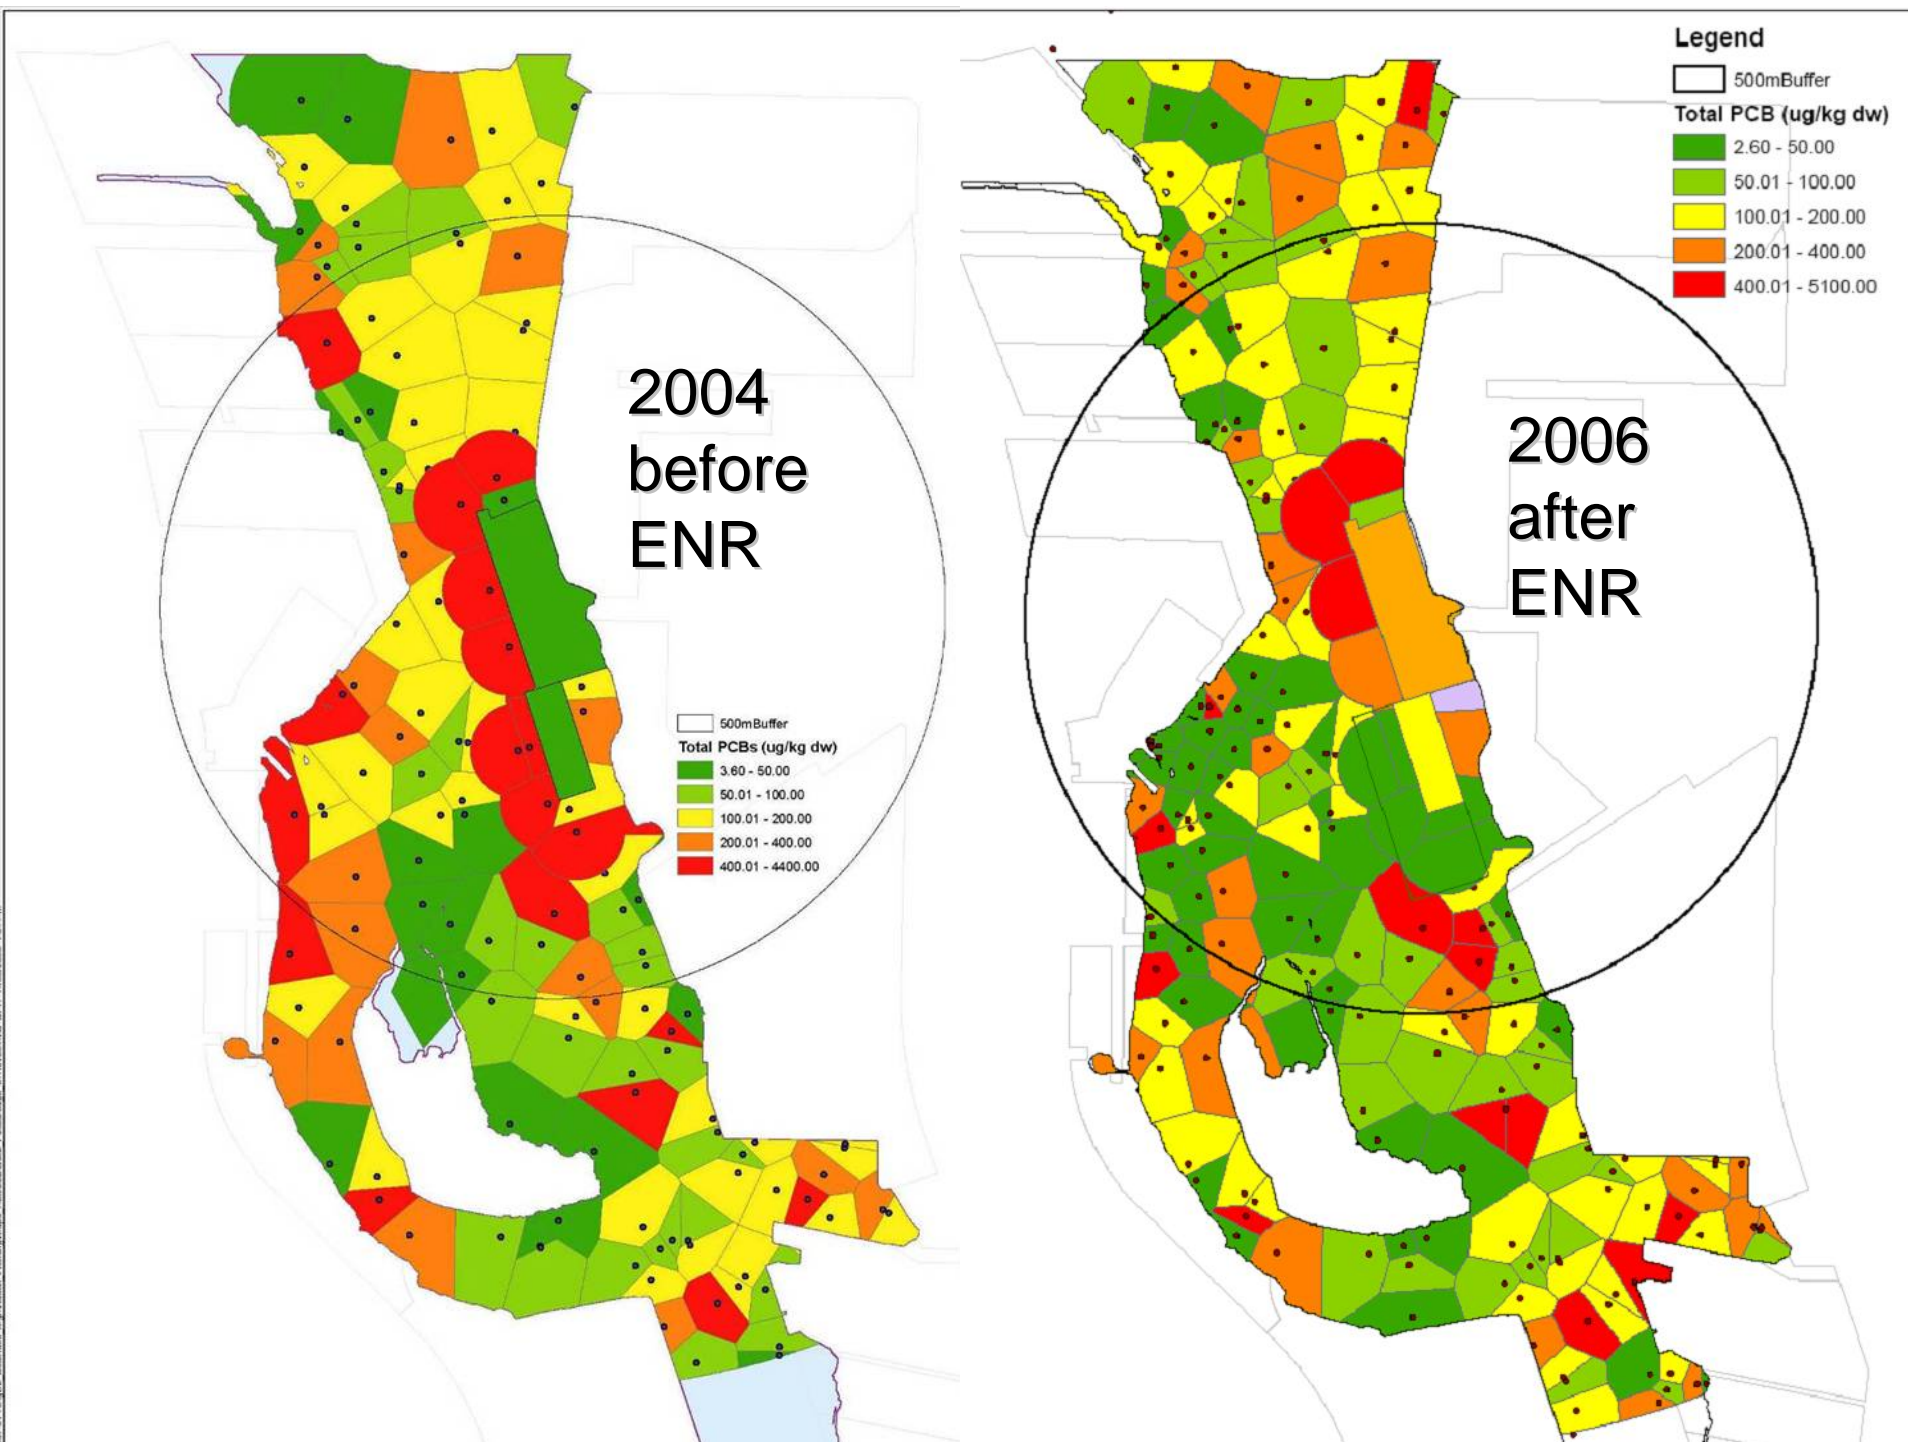 2004
before
ENR
500mBuffer
Total PCBs (ug/kg dw)
3.60 - 50.00
50.01 - 100.00
100.01 - 200.00
200.01 - 400.00
400.01 - 4400.00
Legend
500mBuffer
Total PCB (ug/kg dw)
2.60 - 50.00
50.01 - 100.00
100.01 - 200.00
200.01 - 400.00
400.01 - 5100.00
2006
after
ENR